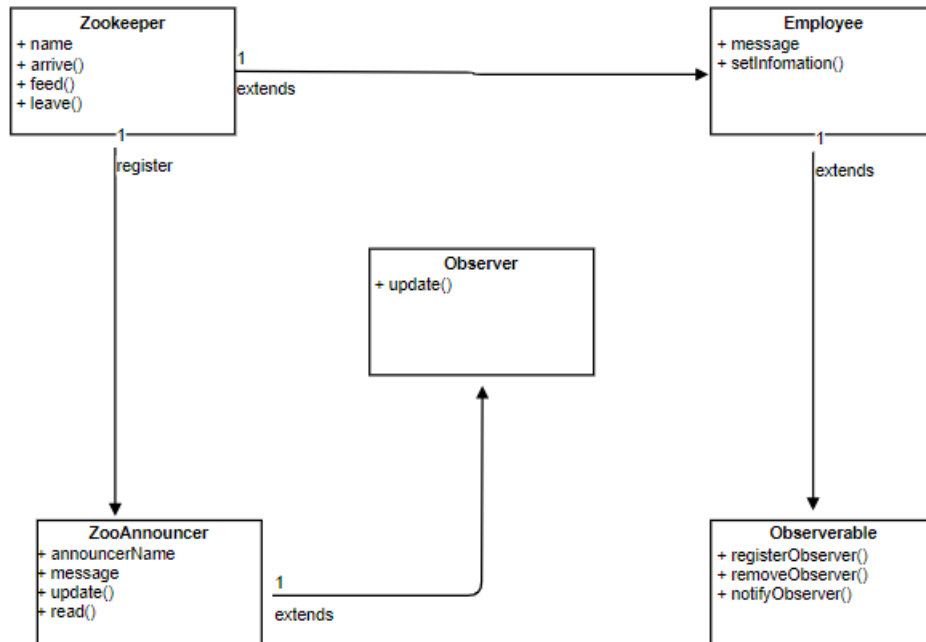 Zookeeper
+ name
+ arrive()
+ feed()
+ leave()
1
extends
Employee
+ message
+ setInfomation()
1
register
1
extends
Observer
+ update()
ZooAnnouncer
+ announcerName
+ message
+ update()
+ read()
1
extends
Observerable
+ registerObserver()
+ removeObserver()
+ notifyObserver()